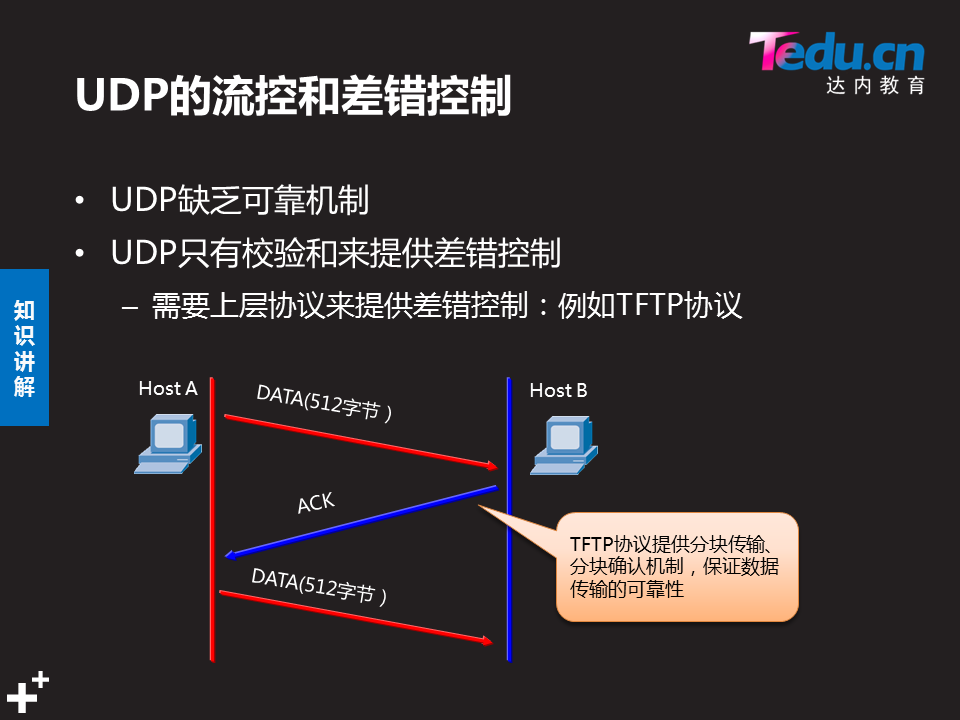 Tedu.cn
达内教育
UDP的流控和差错控制
• UDP缺乏可靠机制
• UDP只有校验和来提供差错控制
– 需要上层协议来提供差错控制：例如TFTP协议
知
识
讲
解
Host A
DATA(512字节）
Host B
ACK
TFTP协议提供分块传输、
分块确认机制，保证数据
传输的可靠性
DATA(512字节）